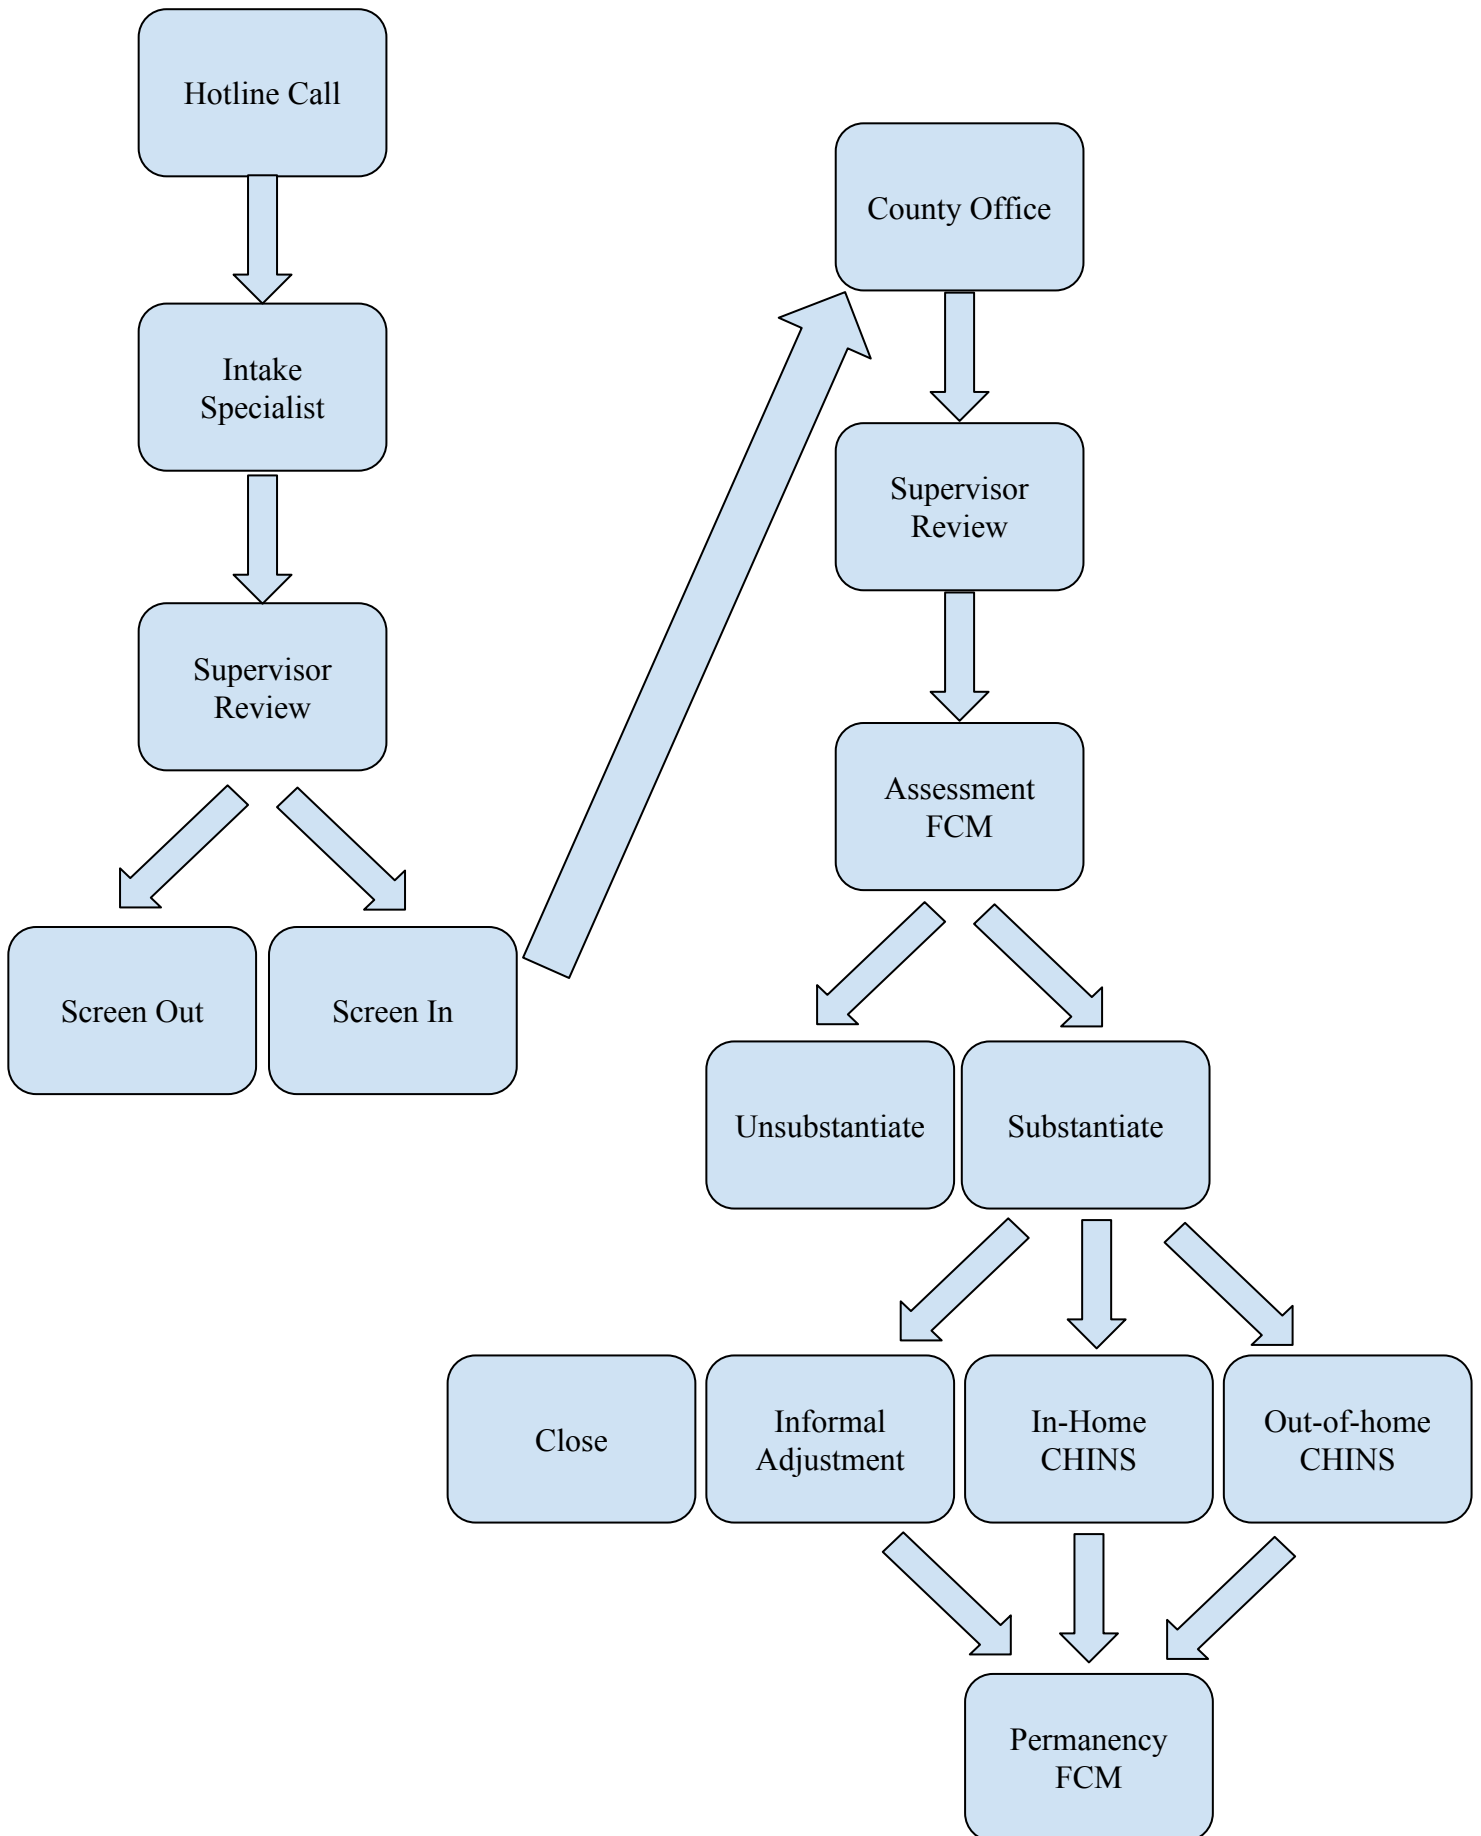 Hotline Call
Intake
Specialist
Supervisor
Review
Screen Out
Screen In
County Office
Supervisor
Review
Assessment
FCM
Unsubstantiate
Substantiate
Close
Informal
Adjustment
In-Home
CHINS
Out-of-home
CHINS
Permanency
FCM